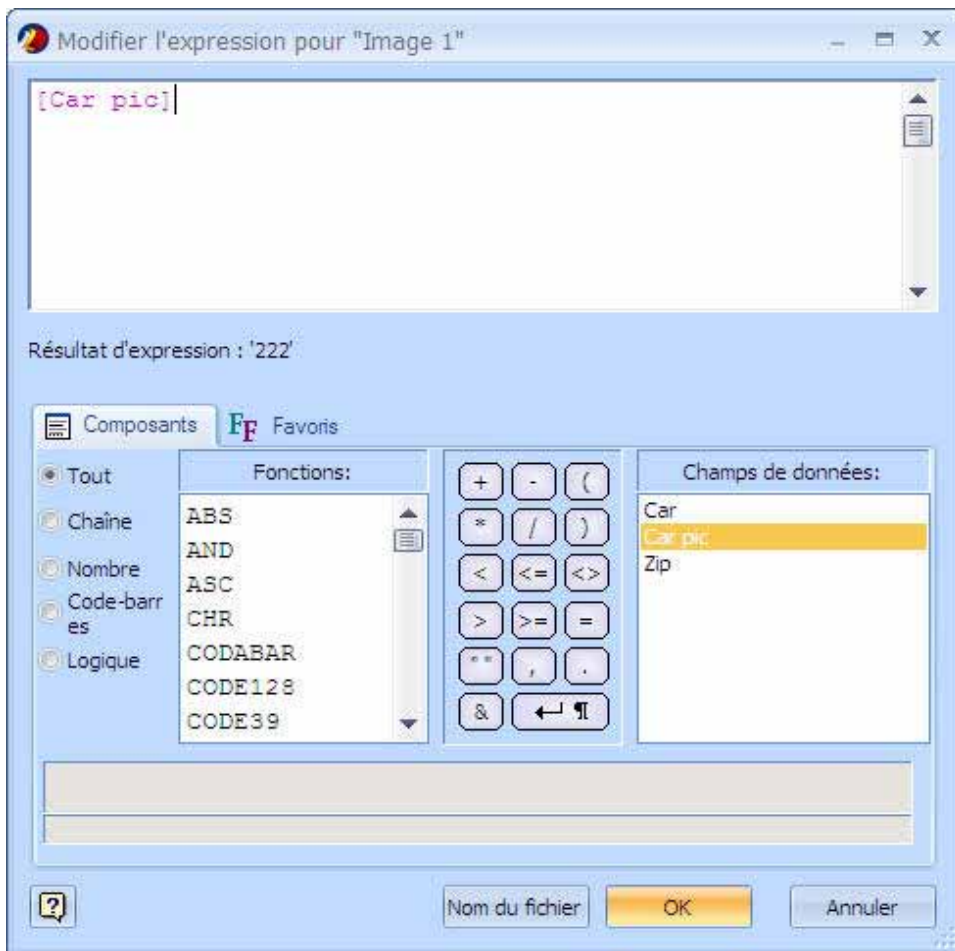 Modifier l'expression pour "Image 1"
[Car pic]
Résultat d'expression : '222'
Composants
FF Favoris
Tout
Chaîne
Nombre
Code-barr
es
Logique
Fonctions:
ABS
AND
ASC
CHR
CODABAR
CODE128
CODE39
+ - (
* / )
< <= <>
> >= =
"" , .
& ↵ ¶
Champs de données:
Car
Car pic
Zip
?
Nom du fichier
OK
Annuler